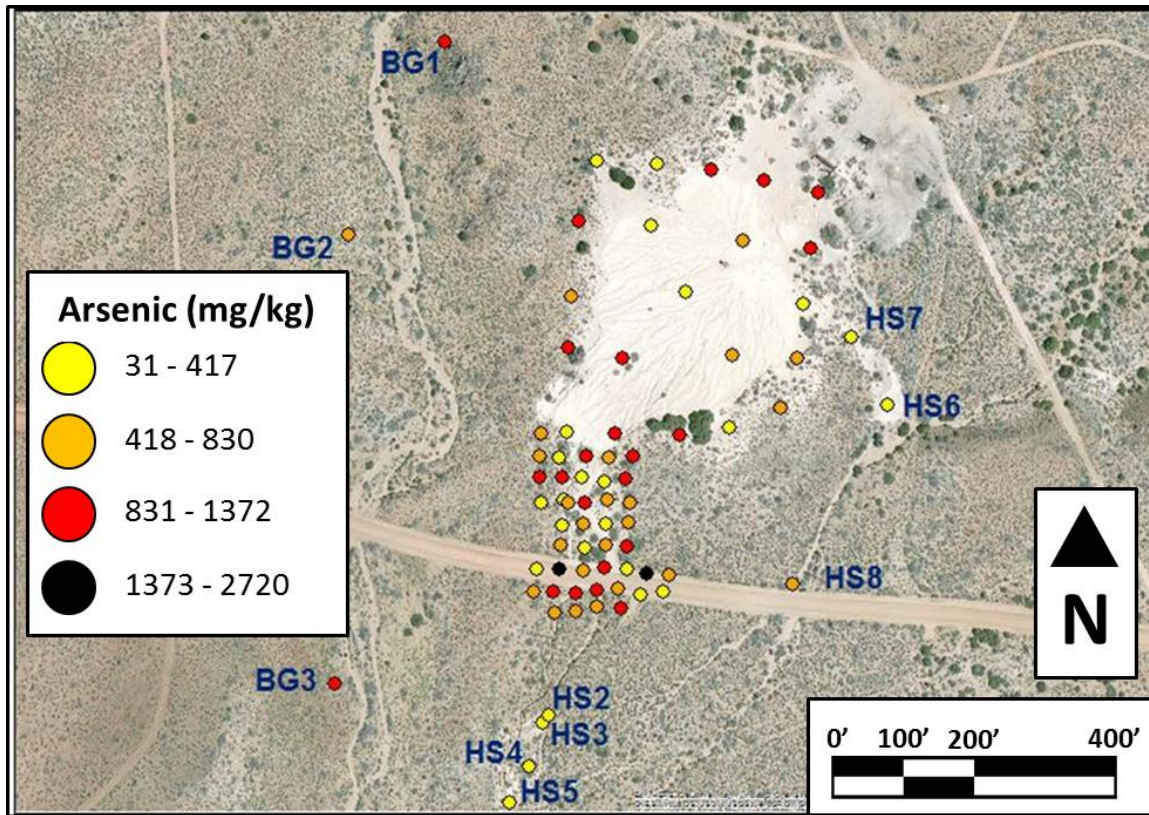 BG1
BG2
HS7
Arsenic (mg/kg)
31 - 417
HS6
418 - 830
831 - 1372
1373 - 2720
N
HS8
BG3
HS2
HS3
HS4
HS5
0' 100' 200' 400'